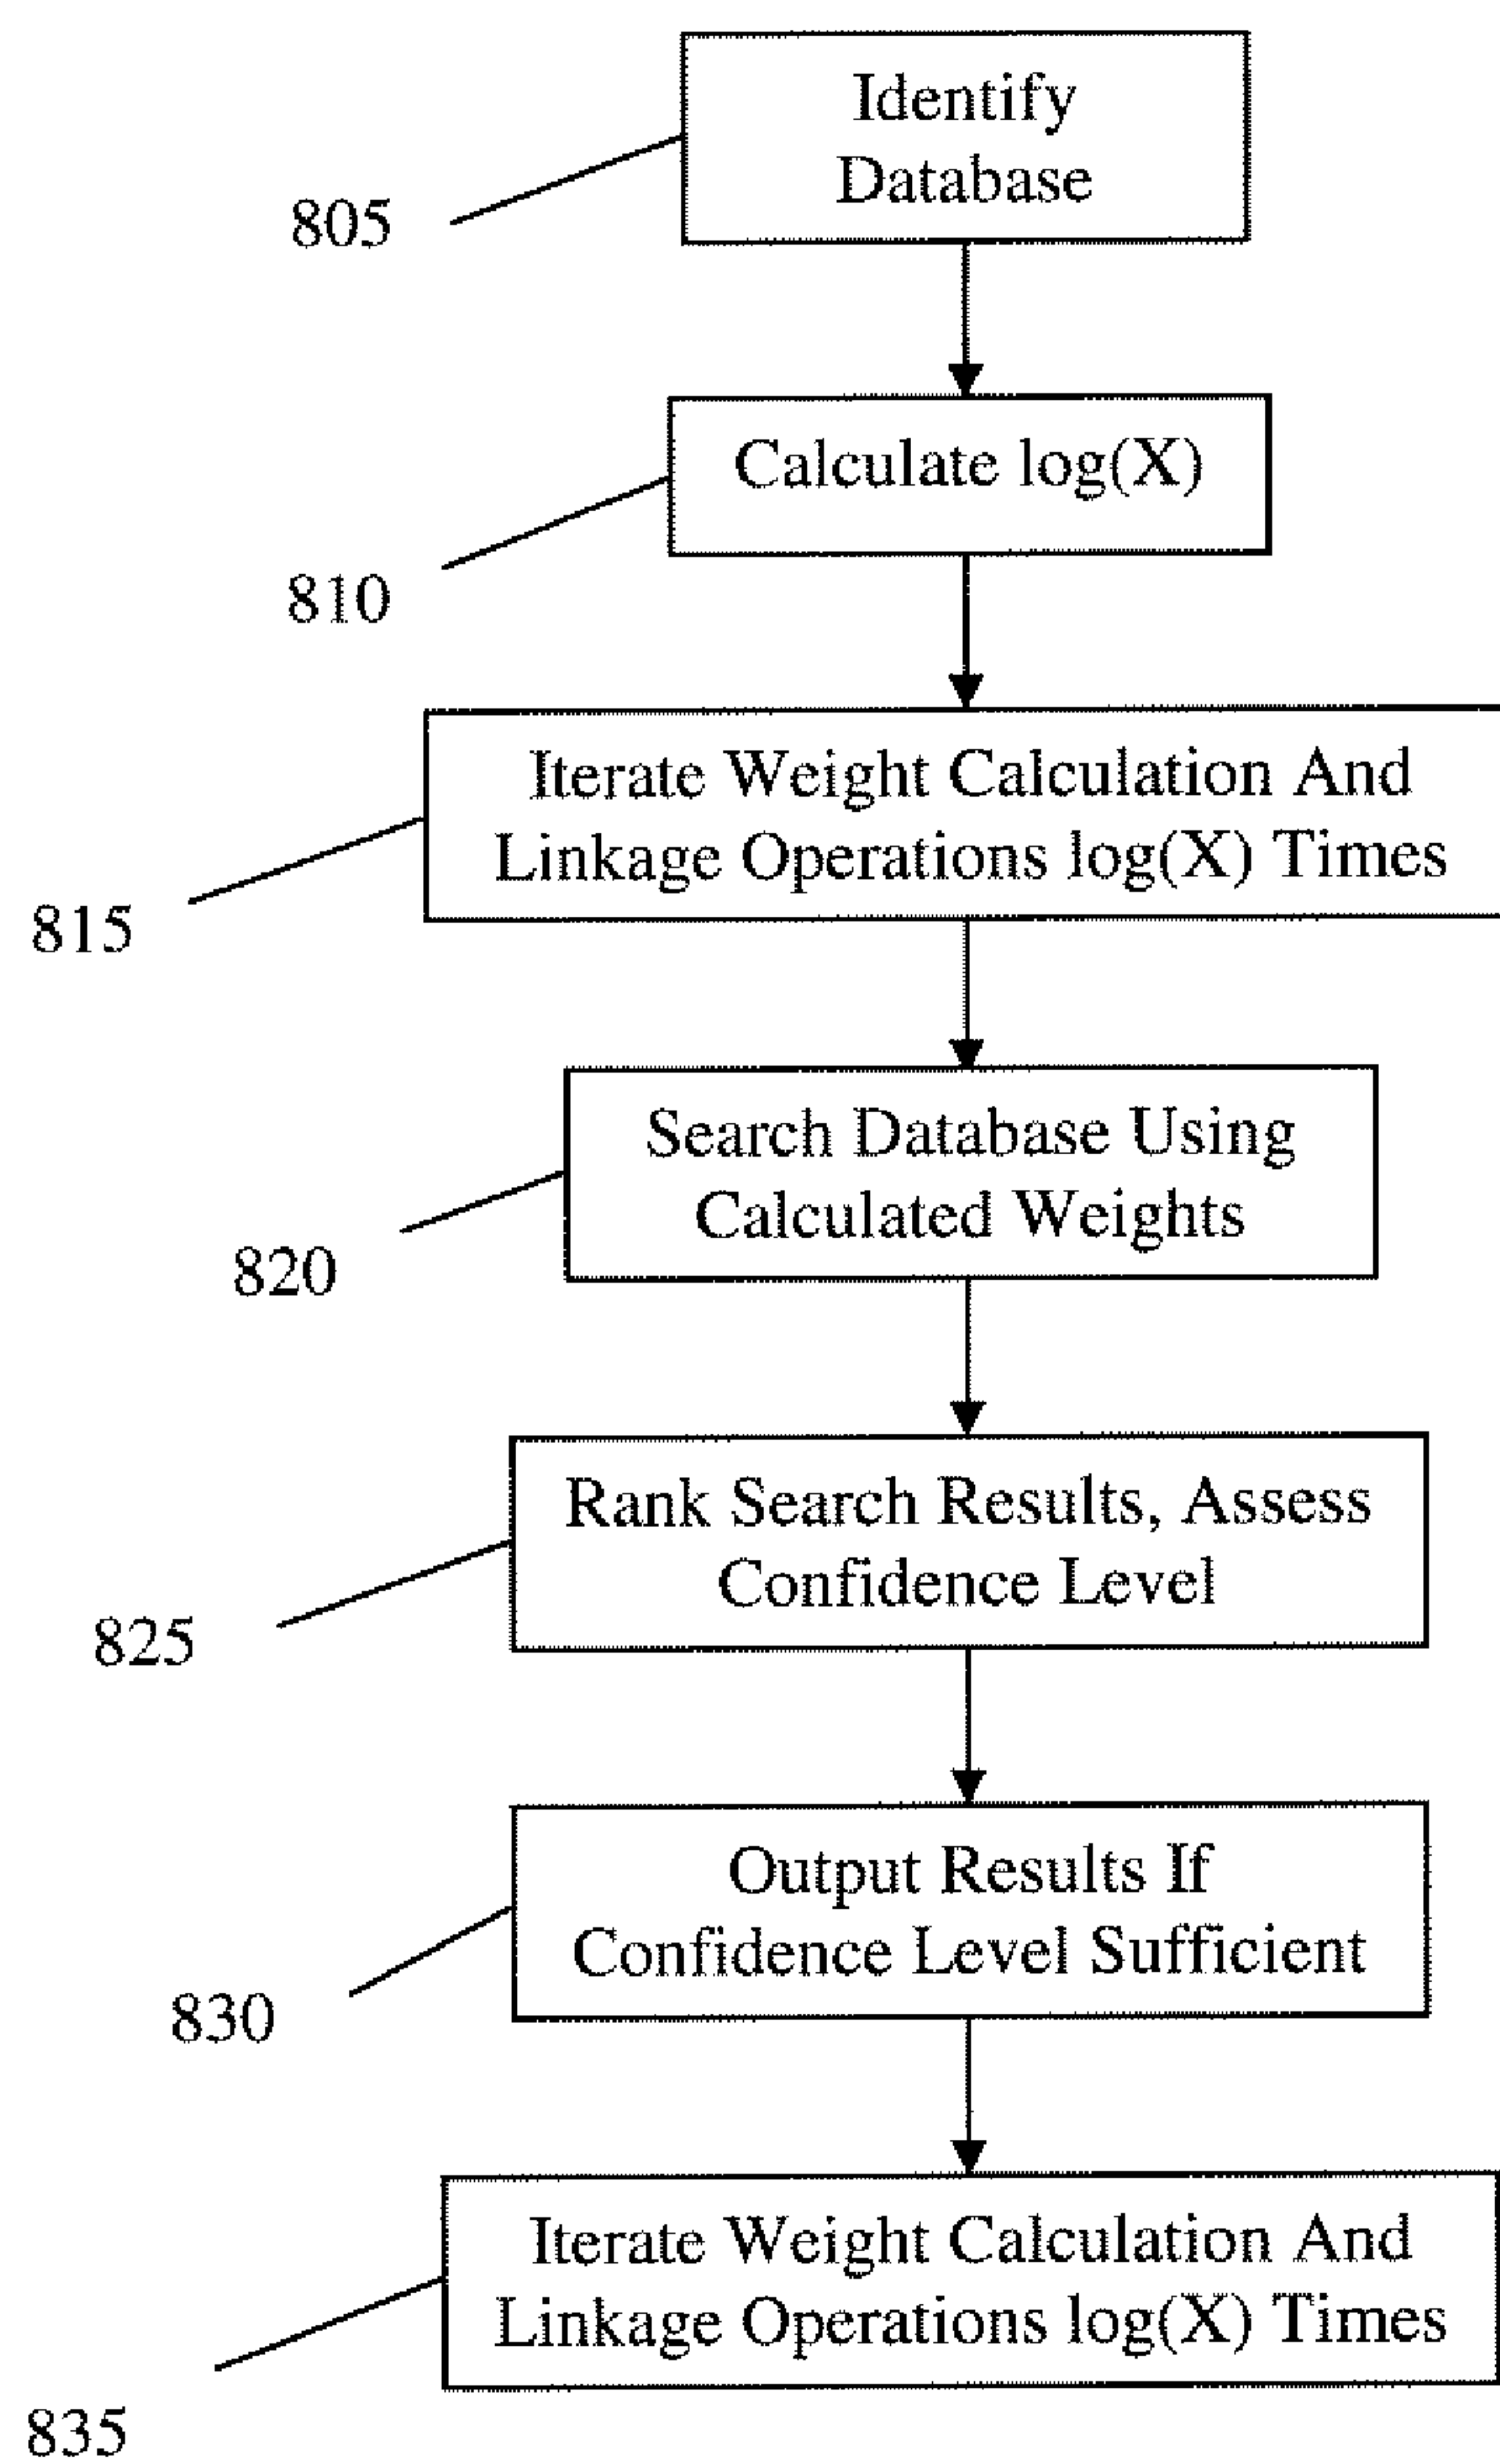 Identify
Database
805
Calculate log(X)
810
Iterate Weight Calculation And
Linkage Operations log(X) Times
815
Search Database Using
Calculated Weights
820
Rank Search Results, Assess
Confidence Level
825
Output Results If
Confidence Level Sufficient
830
Iterate Weight Calculation And
Linkage Operations log(X) Times
835